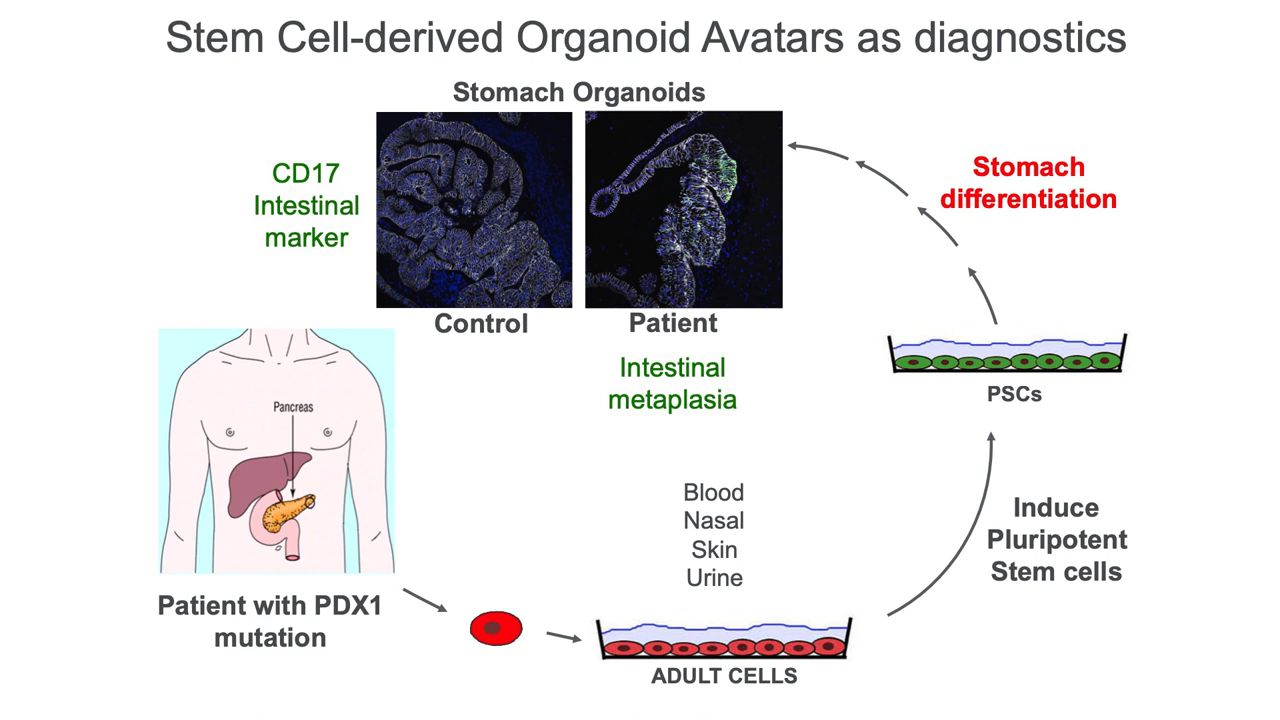 Stem Cell-derived Organoid Avatars as diagnostics
Stomach Organoids
CD17
Intestinal
marker
Control
Patient
Intestinal
metaplasia
Stomach
differentiation
PSCs
Induce
Pluripotent
Stem cells
Pancreas
Patient with PDX1
mutation
Blood
Nasal
Skin
Urine
ADULT CELLS